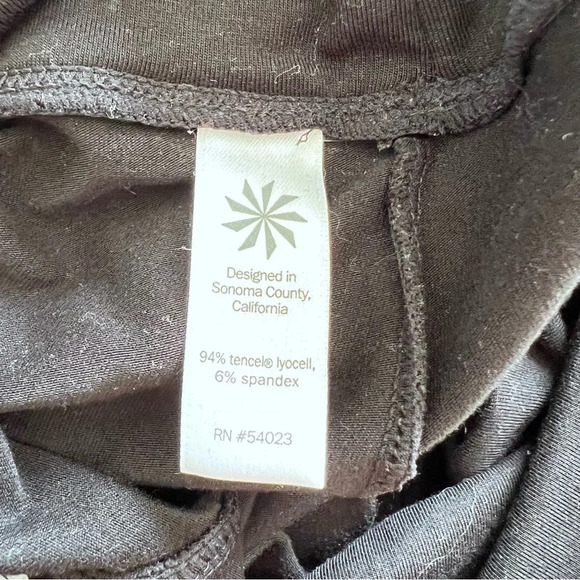 Designed in
Sonoma County,
California
94% tencel® lyocell,
6% spandex
RN #54023